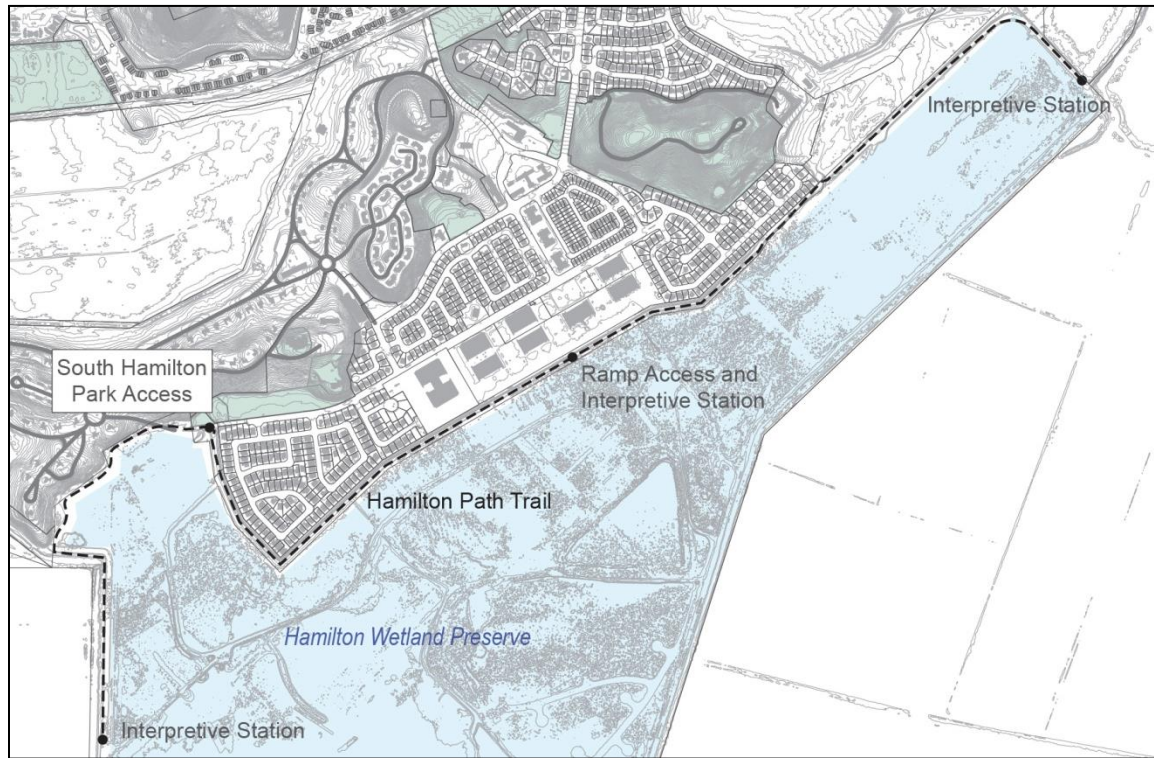 Interpretive Station
South Hamilton
Park Access
Ramp Access and
Interpretive Station
Hamilton Path Trail
Hamilton Wetland Preserve
Interpretive Station